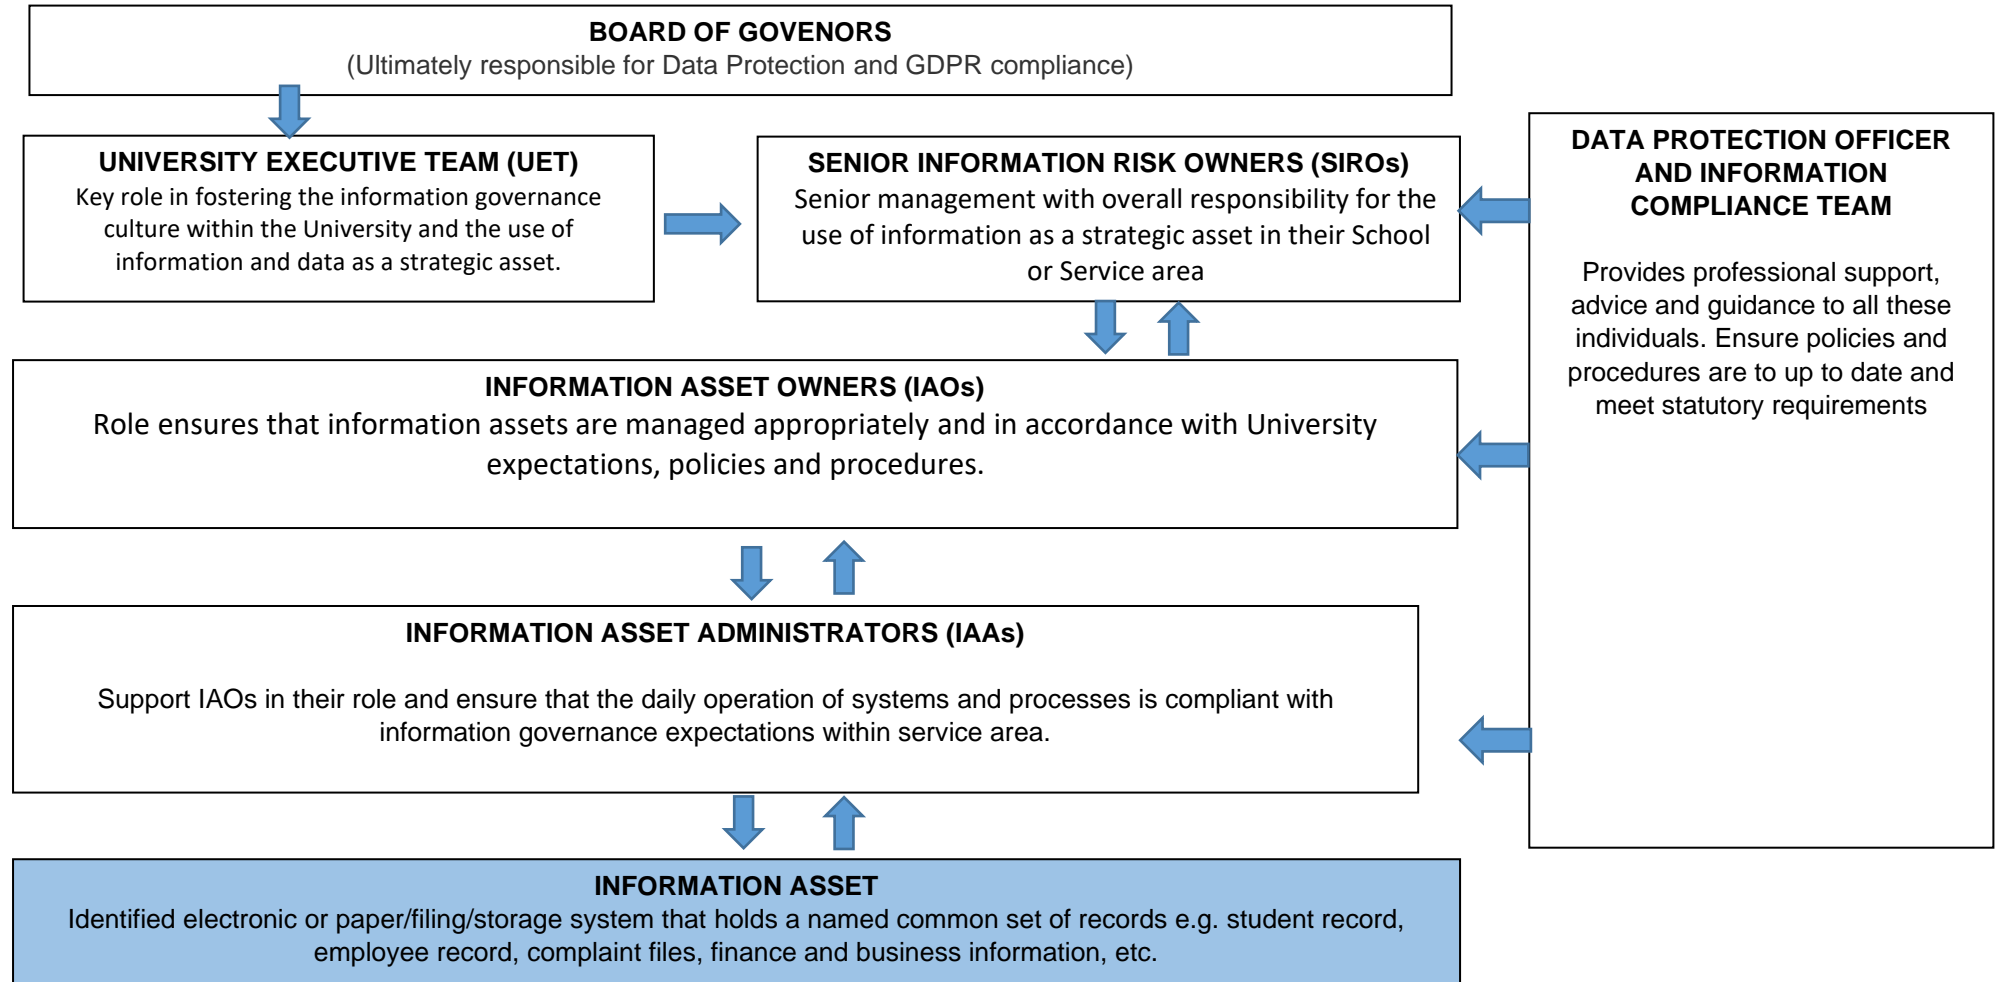 BOARD OF GOVENORS
(Ultimately responsible for Data Protection and GDPR compliance)
UNIVERSITY EXECUTIVE TEAM (UET)
Key role in fostering the information governance
culture within the University and the use of
information and data as a strategic asset.
SENIOR INFORMATION RISK OWNERS (SIROs)
Senior management with overall responsibility for the
use of information as a strategic asset in their School
or Service area
DATA PROTECTION OFFICER
AND INFORMATION
COMPLIANCE TEAM
Provides professional support,
advice and guidance to all these
individuals. Ensure policies and
procedures are to up to date and
meet statutory requirements
INFORMATION ASSET OWNERS (IAOs)
Role ensures that information assets are managed appropriately and in accordance with University
expectations, policies and procedures.
INFORMATION ASSET ADMINISTRATORS (IAAs)
Support IAOs in their role and ensure that the daily operation of systems and processes is compliant with
information governance expectations within service area.
INFORMATION ASSET
Identified electronic or paper/filing/storage system that holds a named common set of records e.g. student record,
employee record, complaint files, finance and business information, etc.